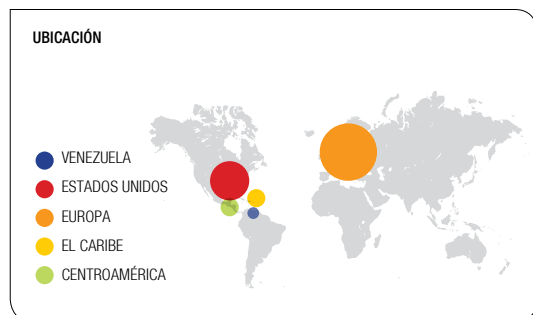 UBICACIÓN
VENEZUELA
ESTADOS UNIDOS
EUROPA
EL CARIBE
CENTROAMÉRICA